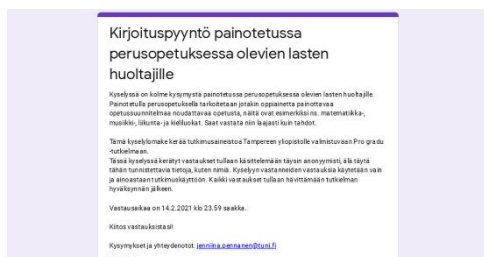 Kirjoituspyyntö painotetussa
perusopetuksessa olevien lasten
huoltajille
Kyselyssä on kolme kysymystä painotetussa perusopetuksessa olevien lasten huoltajille.
Painotetulla perusopetuksella tarkoitetaan jotakin oppiainetta painottavaa
opetussuunnitelmaa noudattavaa opetusta, näitä ovat esimerkiksi ns. matematiikka-,
musiikki-, liikunta- ja kieliluokat. Saat vastata niin laajasti kuin tahdot.
Tämä kyselylomake kerää tutkimusaineistoa Tampereen yliopistolle valmistuvaan Pro gradu
-tutkielmaan.
Tässä kyselyssä kerätyt vastaukset tullaan käsittelemään täysin anonyymisti, älä täytä
tähän tunnistettavia tietoja, kuten nimiä. Kyselyyn vastanneiden vastauksia käytetään vain
ja ainoastaan tutkimuskäyttöön. Kaikki vastaukset tullaan hävittämään tutkielman
hyväksynnän jälkeen.
Vastausaikaa on 14.2.2021 klo 23.59 saakka.
Kiitos vastauksistasi!
Kysymykset ja yhteydenotot: jenniina.pennanen@tuni.fi